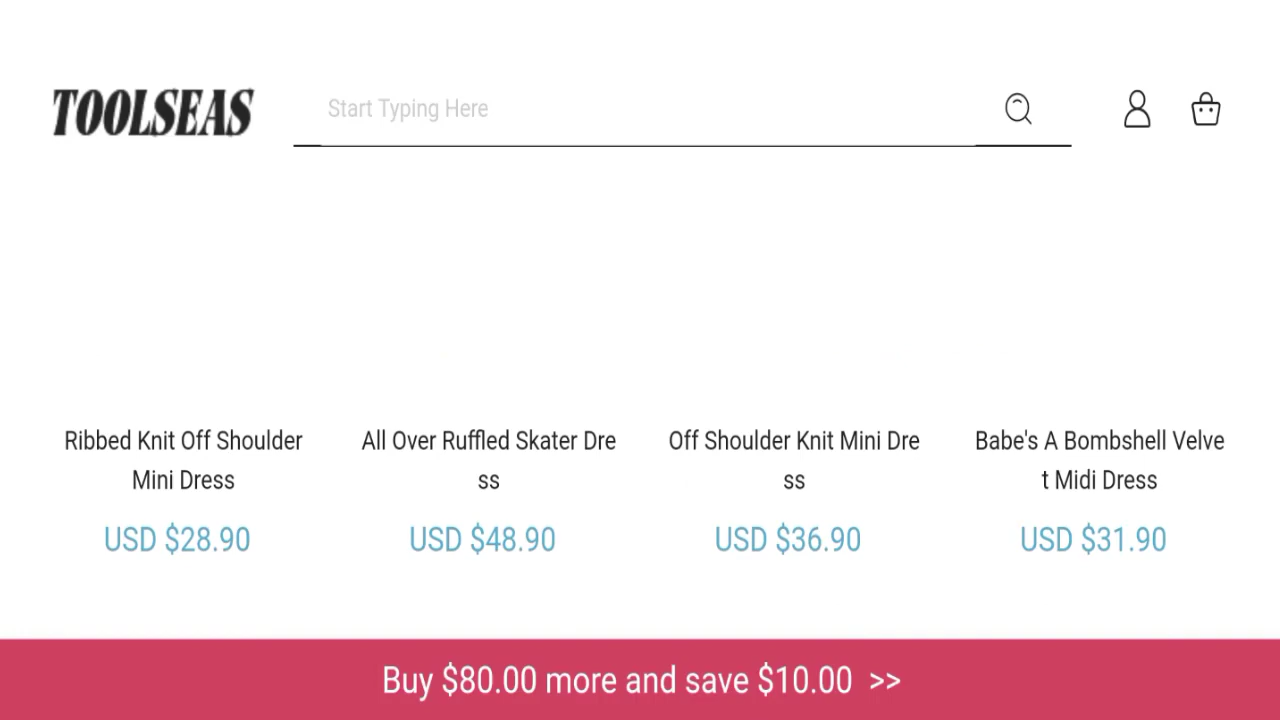 TOOLSEAS
Start Typing Here
Ribbed Knit Off Shoulder
Mini Dress
USD $28.90
All Over Ruffled Skater Dre
ss
USD $48.90
Off Shoulder Knit Mini Dre
ss
USD $36.90
Babe's A Bombshell Velve
t Midi Dress
USD $31.90
Buy $80.00 more and save $10.00 >>